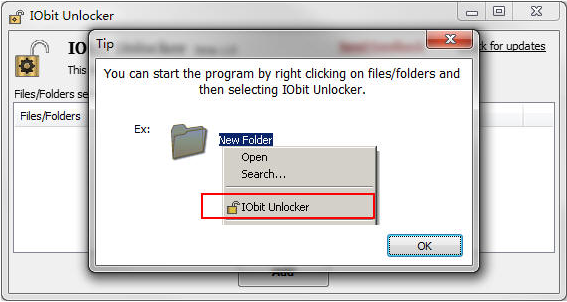 IObit Unlocker
IOb
Tip
k for updates
This
You can start the program by right clicking on files/folders and
then selecting IObit Unlocker.
Files/Folders se
Files/Folders
Ex:
New Folder
Open
Search...
IObit Unlocker
OK
Add